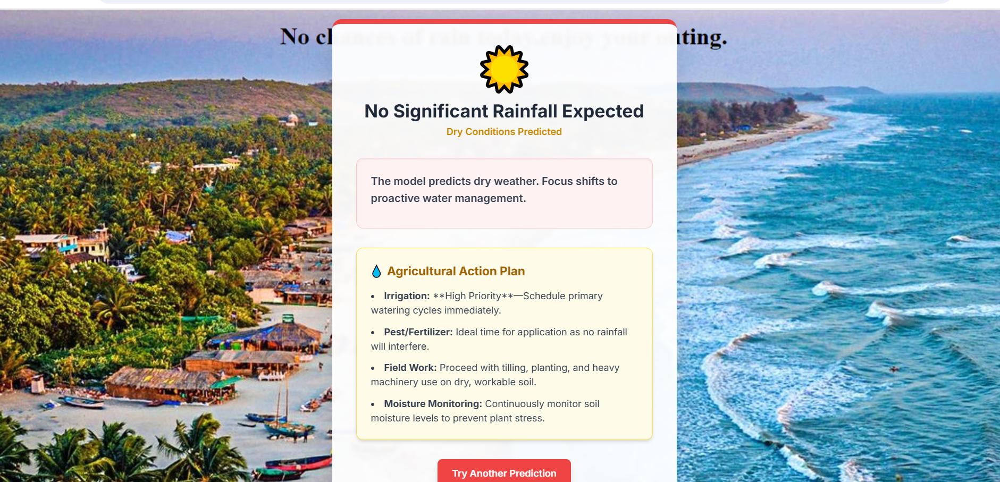 No chances of rain today,enjoy your outing.
No Significant Rainfall Expected
Dry Conditions Predicted
The model predicts dry weather. Focus shifts to
proactive water management.
Agricultural Action Plan
• Irrigation: **High Priority**—Schedule primary
watering cycles immediately.
• Pest/Fertilizer: Ideal time for application as no rainfall
will interfere.
• Field Work: Proceed with tilling, planting, and heavy
machinery use on dry, workable soil.
• Moisture Monitoring: Continuously monitor soil
moisture levels to prevent plant stress.
Try Another Prediction